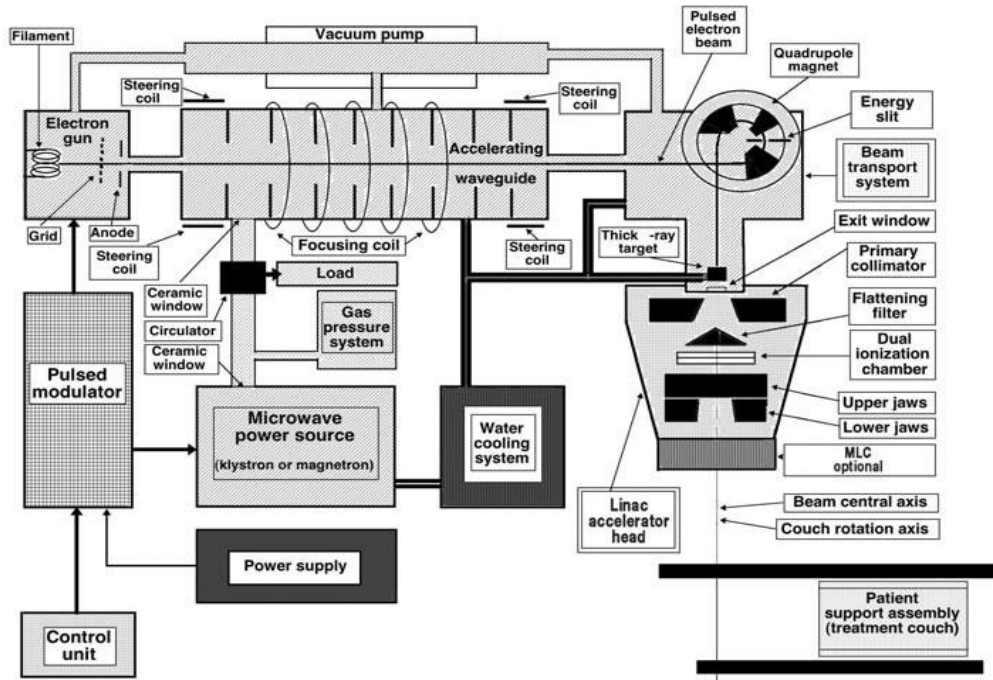 Filament
Vacuum pump
Pulsed
electron
beam
Quadrupole
magnet
Steering
coil
Steering
coil
Energy
slit
Electron
gun
Accelerating
waveguide
Beam
transport
system
Grid
Anode
Steering
coil
Focusing coil
Steering
coil
Thick -ray
target
Exit window
Primary
collimator
Ceramic
window
Load
Circulator
Gas
pressure
system
Flattening
filter
Ceramic
window
Dual
ionization
chamber
Pulsed
modulator
Microwave
power source
(klystron or magnetron)
Water
cooling
system
Upper jaws
Lower jaws
MLC
optional
Linac
accelerator
head
Beam central axis
Couch rotation axis
Power supply
Patient
support assembly
(treatment couch)
Control
unit